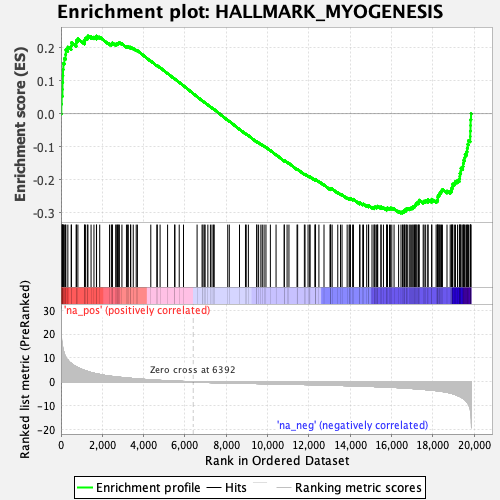 Enrichment plot: HALLMARK_MYOGENESIS
Enrichment score (ES)
0.2
0.1
0.0
-0.1
-0.2
-0.3
Ranked list metric (PreRanked)
30
20
10
0
-10
-20
'na_pos' (positively correlated)
Zero cross at 6392
'na_neg' (negatively correlated)
0
2,000
4,000
6,000
8,000
10,000
12,000
14,000
16,000
18,000
20,000
Rank in Ordered Dataset
Enrichment profile
Hits
Ranking metric scores